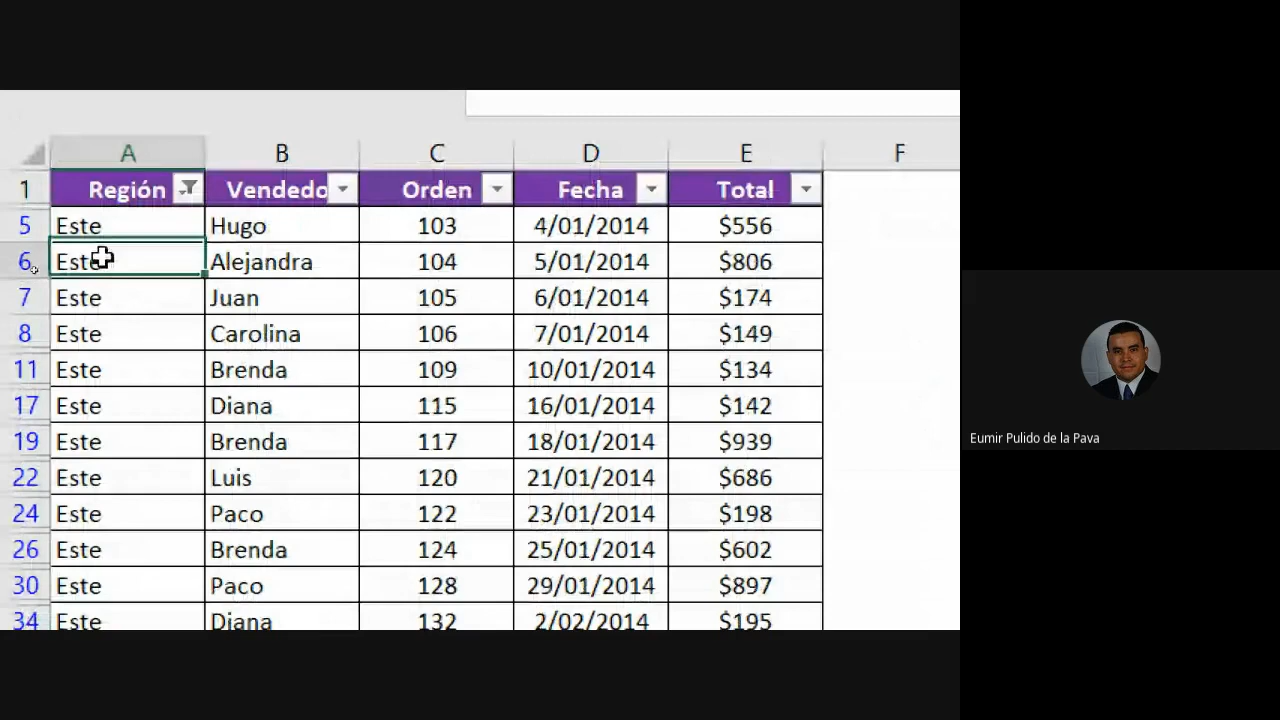 A B C D E F
1 Región Vendedo Orden Fecha Total
5 Este Hugo 103 4/01/2014 $556
6 Este Alejandra 104 5/01/2014 $806
7 Este Juan 105 6/01/2014 $174
8 Este Carolina 106 7/01/2014 $149
11 Este Brenda 109 10/01/2014 $134
17 Este Diana 115 16/01/2014 $142
19 Este Brenda 117 18/01/2014 $939
22 Este Luis 120 21/01/2014 $686
24 Este Paco 122 23/01/2014 $198
26 Este Brenda 124 25/01/2014 $602
30 Este Paco 128 29/01/2014 $897
34 Este Diana 132 2/02/2014 $195
Eumir Pulido de la Pava